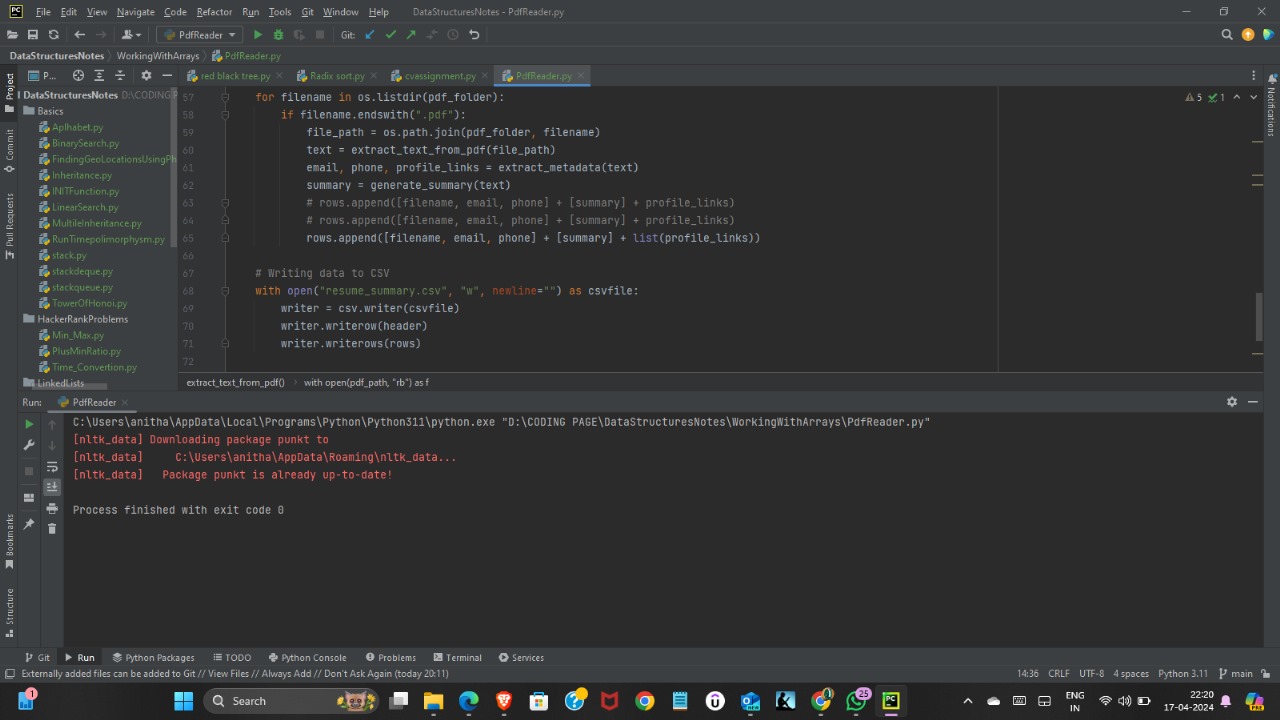 File Edit View Navigate Code Refactor Run Tools Git Window Help DataStructuresNotes - PdfReader.py
PdfReader Git:
DataStructuresNotes WorkingWithArrays PdfReader.py
Project P... red black tree.py Radix sort.py cvassignment.py PdfReader.py
DataStructuresNotes D:\CODING P
Basics
Aplhabet.py
BinarySearch.py
FindingGeoLocationsUsingPh
Inheritance.py
INITFunction.py
LinearSearch.py
MultileInheritance.py
RunTimepolimorphysm.py
stack.py
stackdeque.py
stackqueue.py
TowerOfHonoi.py
HackerRankProblems
Min_Max.py
PlusMinRatio.py
Time_Convertion.py
LinkedLists
Commit
Pull Requests
Notifications
5 1
57 for filename in os.listdir(pdf_folder):
58 if filename.endswith(".pdf"):
59 file_path = os.path.join(pdf_folder, filename)
60 text = extract_text_from_pdf(file_path)
61 email, phone, profile_links = extract_metadata(text)
62 summary = generate_summary(text)
63 # rows.append([filename, email, phone] + [summary] + profile_links)
64 # rows.append([filename, email, phone] + [summary] + profile_links)
65 rows.append([filename, email, phone] + [summary] + list(profile_links))
66
67 # Writing data to CSV
68 with open("resume_summary.csv", "w", newline="") as csvfile:
69 writer = csv.writer(csvfile)
70 writer.writerow(header)
71 writer.writerows(rows)
72
extract_text_from_pdf() with open(pdf_path, "rb") as f
Run: PdfReader
C:\Users\anitha\AppData\Local\Programs\Python\Python311\python.exe "D:\CODING PAGE\DataStructuresNotes\WorkingWithArrays\PdfReader.py"
[nltk_data] Downloading package punkt to
[nltk_data] C:\Users\anitha\AppData\Roaming\nltk_data...
[nltk_data] Package punkt is already up-to-date!
Process finished with exit code 0
Bookmarks
Structure
Git Run Python Packages TODO Python Console Problems Terminal Services
Externally added files can be added to Git // View Files // Always Add // Don't Ask Again (today 20:11) 14:36 CRLF UTF-8 4 spaces Python 3.11 main
1 Search 25 ENG IN 22:20 17-04-2024